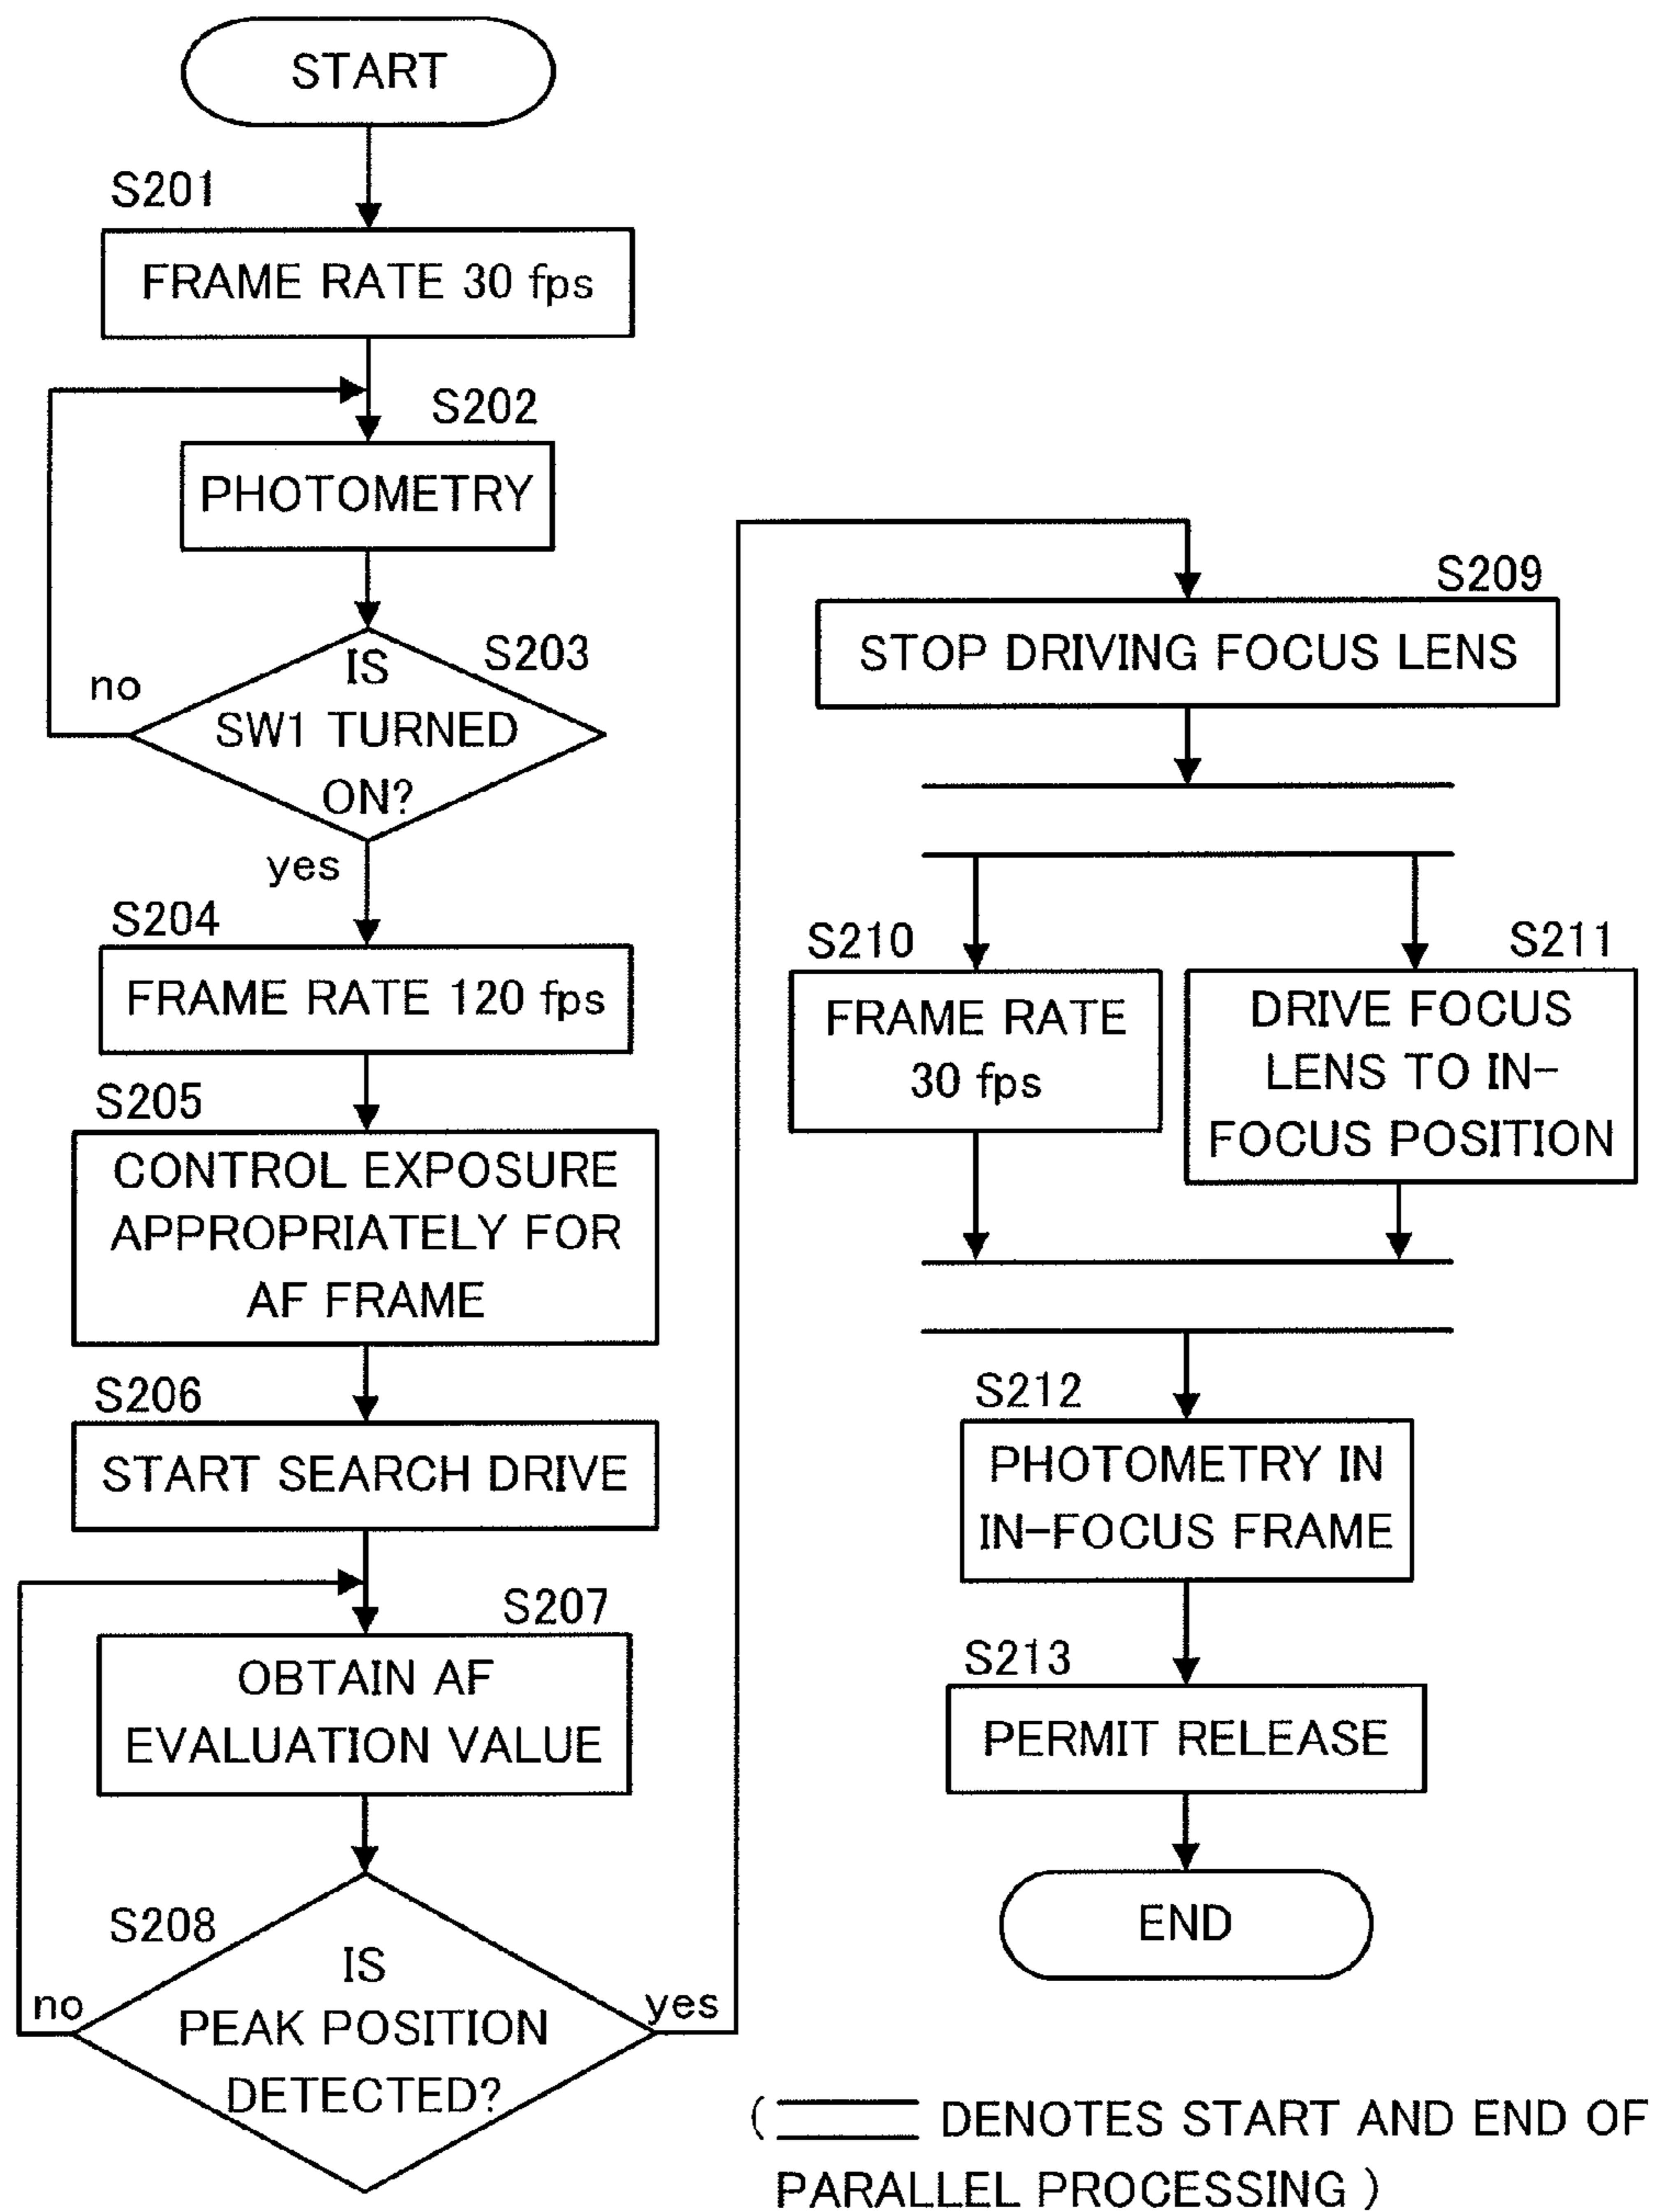 START
S201
FRAME RATE 30 fps
S202
PHOTOMETRY
S203
IS
SW1 TURNED
ON?
no
yes
S204
FRAME RATE 120 fps
S205
CONTROL EXPOSURE
APPROPRIATELY FOR
AF FRAME
S206
START SEARCH DRIVE
S207
OBTAIN AF
EVALUATION VALUE
S208
IS
PEAK POSITION
DETECTED?
no
yes
S209
STOP DRIVING FOCUS LENS
S210
FRAME RATE
30 fps
S211
DRIVE FOCUS
LENS TO IN-
FOCUS POSITION
S212
PHOTOMETRY IN
IN-FOCUS FRAME
S213
PERMIT RELEASE
END
( DENOTES START AND END OF
PARALLEL PROCESSING )